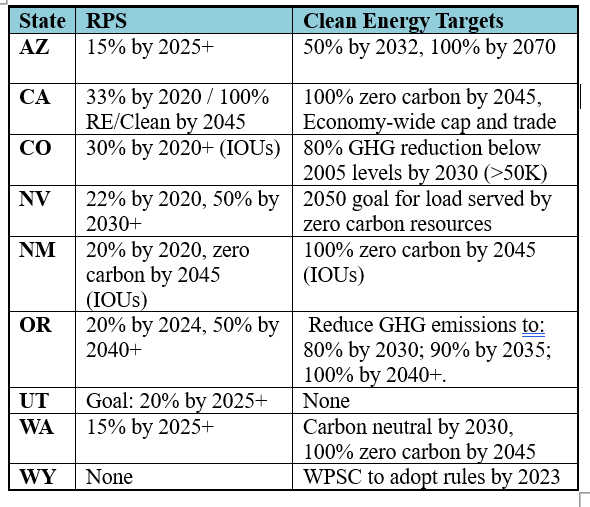 State RPS Clean Energy Targets
AZ 15% by 2025+ 50% by 2032, 100% by 2070
CA 33% by 2020 / 100% 100% zero carbon by 2045,
RE/Clean by 2045 Economy-wide cap and trade
CO 30% by 2020+ (IOUs) 80% GHG reduction below
2005 levels by 2030 (>50K)
NV 22% by 2020, 50% by 2050 goal for load served by
2030+ zero carbon resources
NM 20% by 2020, zero 100% zero carbon by 2045
carbon by 2045 (IOUs)
(IOUs)
OR 20% by 2024, 50% by Reduce GHG emissions to:
2040+ 80% by 2030; 90% by 2035;
100% by 2040+.
UT Goal: 20% by 2025+ None
WA 15% by 2025+ Carbon neutral by 2030,
100% zero carbon by 2045
WY None WPSC to adopt rules by 2023